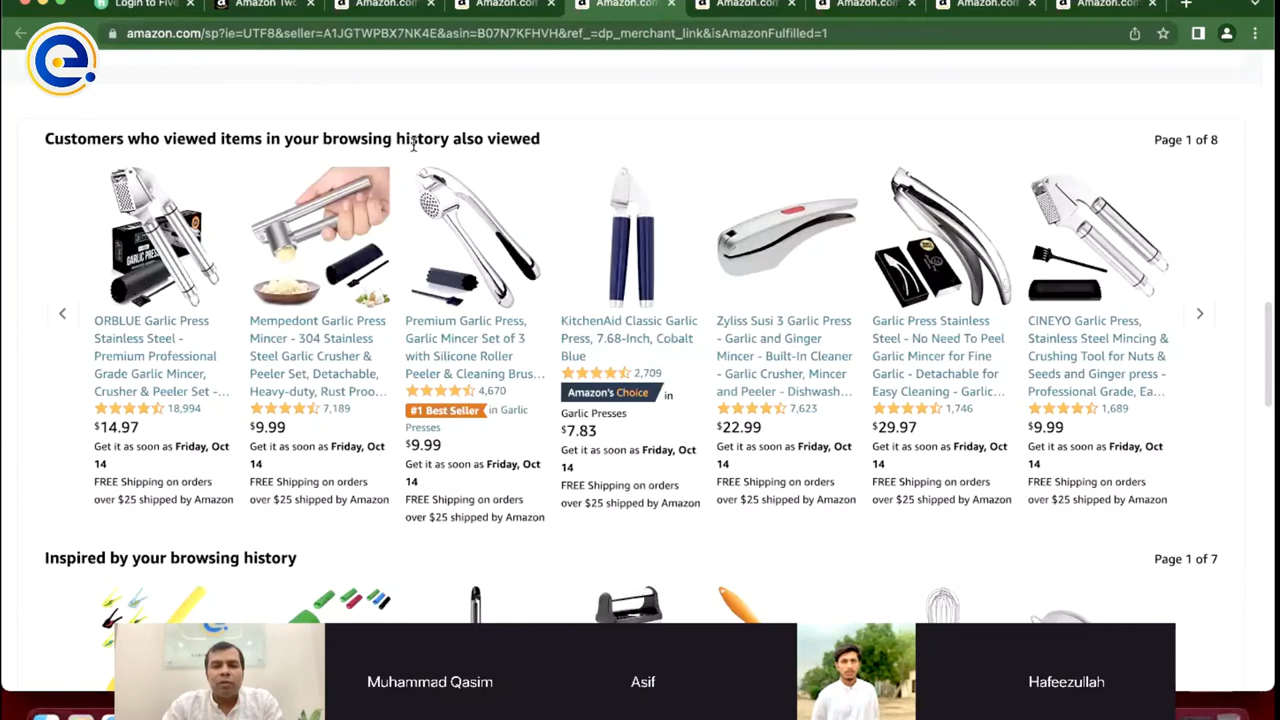 Login to Five
Amazon Two
Amazon.com
Amazon.com
Amazon.com
Amazon.com
Amazon.com
Amazon.com
Amazon.com
amazon.com/sp?ie=UTF8&seller=A1JGTWPBX7NK4E&asin=B07N7KFHVH&ref_=dp_merchant_link&isAmazonFulfilled=1
Customers who viewed items in your browsing history also viewed
Page 1 of 8
ORBLUE Garlic Press
Stainless Steel -
Premium Professional
Grade Garlic Mincer,
Crusher & Peeler Set -...
18,994
$14.97
Get it as soon as Friday, Oct
14
FREE Shipping on orders
over $25 shipped by Amazon
Mempedont Garlic Press
Mincer - 304 Stainless
Steel Garlic Crusher &
Peeler Set, Detachable,
Heavy-duty, Rust Proo...
7,189
$9.99
Get it as soon as Friday, Oct
14
FREE Shipping on orders
over $25 shipped by Amazon
Premium Garlic Press,
Garlic Mincer Set of 3
with Silicone Roller
Peeler & Cleaning Brus...
4,670
#1 Best Seller in Garlic
Presses
$9.99
Get it as soon as Friday, Oct
14
FREE Shipping on orders
over $25 shipped by Amazon
KitchenAid Classic Garlic
Press, 7.68-Inch, Cobalt
Blue
2,709
Amazon's Choice in
Garlic Presses
$7.83
Get it as soon as Friday, Oct
14
FREE Shipping on orders
over $25 shipped by Amazon
Zyliss Susi 3 Garlic Press
- Garlic and Ginger
Mincer - Built-In Cleaner
- Garlic Crusher, Mincer
and Peeler - Dishwash...
7,623
$22.99
Get it as soon as Friday, Oct
14
FREE Shipping on orders
over $25 shipped by Amazon
Garlic Press Stainless
Steel - No Need To Peel
Garlic Mincer for Fine
Garlic - Detachable for
Easy Cleaning - Garlic...
1,746
$29.97
Get it as soon as Friday, Oct
14
FREE Shipping on orders
over $25 shipped by Amazon
CINEYO Garlic Press,
Stainless Steel Mincing &
Crushing Tool for Nuts &
Seeds and Ginger press -
Professional Grade, Ea...
1,689
$9.99
Get it as soon as Friday, Oct
14
FREE Shipping on orders
over $25 shipped by Amazon
Inspired by your browsing history
Page 1 of 7
Muhammad Qasim
Asif
Hafeezullah